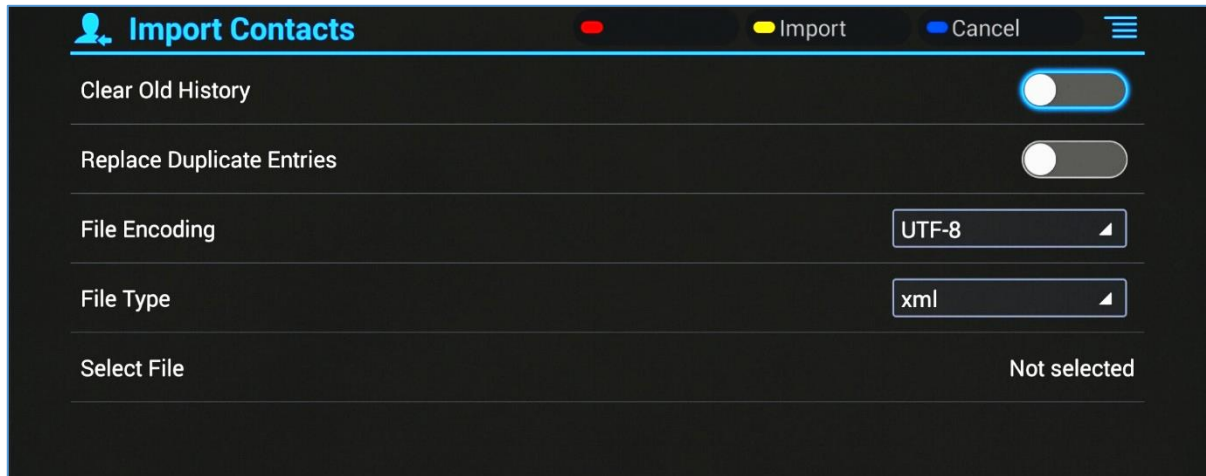 Import Contacts
Import
Cancel
Clear Old History
Replace Duplicate Entries
File Encoding UTF-8
File Type xml
Select File Not selected